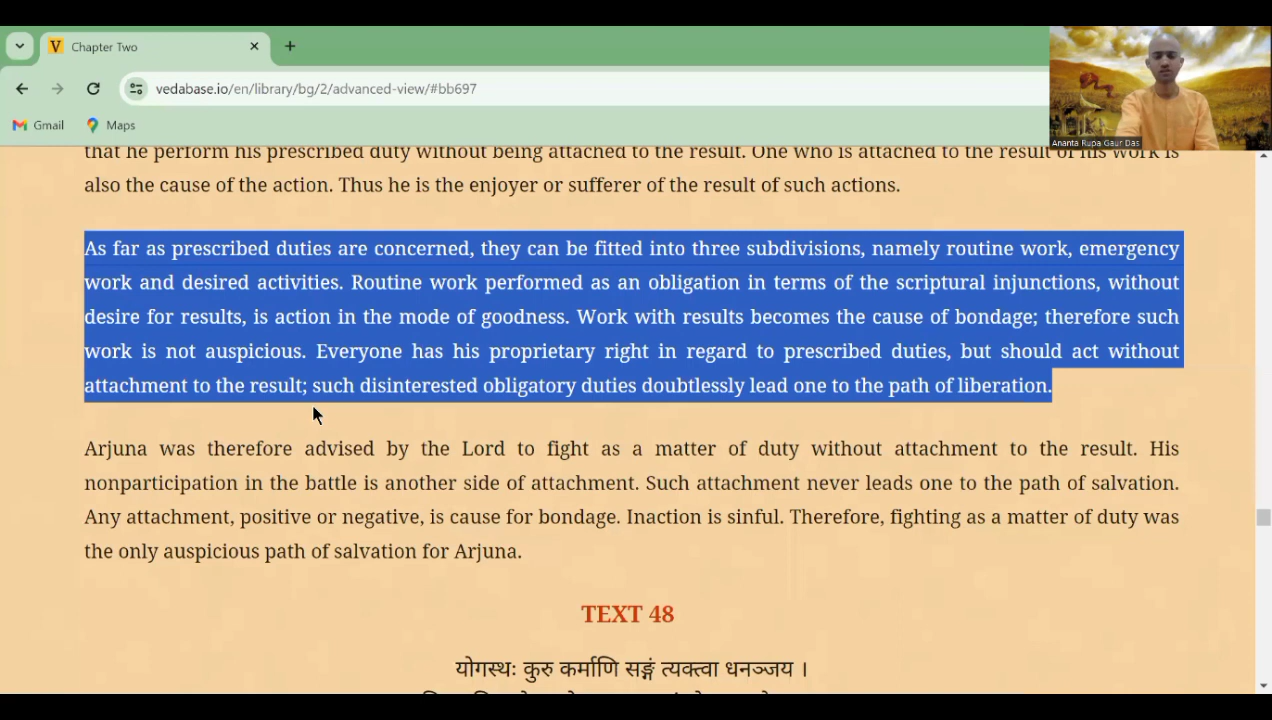 V Chapter Two
vedabase.io/en/library/bg/2/advanced-view/#bb697
Gmail Maps
Ananta Rupa Gaur Das
that he perform his prescribed duty without being attached to the result. One who is attached to the result of his work is
also the cause of the action. Thus he is the enjoyer or sufferer of the result of such actions.
As far as prescribed duties are concerned, they can be fitted into three subdivisions, namely routine work, emergency
work and desired activities. Routine work performed as an obligation in terms of the scriptural injunctions, without
desire for results, is action in the mode of goodness. Work with results becomes the cause of bondage; therefore such
work is not auspicious. Everyone has his proprietary right in regard to prescribed duties, but should act without
attachment to the result; such disinterested obligatory duties doubtlessly lead one to the path of liberation.
Arjuna was therefore advised by the Lord to fight as a matter of duty without attachment to the result. His
nonparticipation in the battle is another side of attachment. Such attachment never leads one to the path of salvation.
Any attachment, positive or negative, is cause for bondage. Inaction is sinful. Therefore, fighting as a matter of duty was
the only auspicious path of salvation for Arjuna.
TEXT 48
योगस्थः कुरु कर्माणि सङ्गं त्यक्त्वा धनञ्जय ।